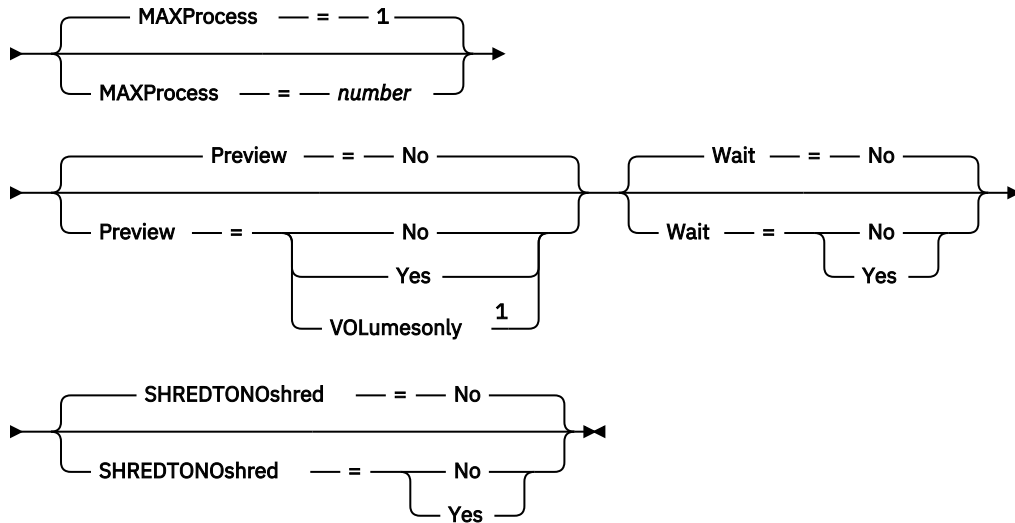 MAXProcess = 1
MAXProcess = number
Preview = No
Wait = No
Preview = No
Wait = No
Yes
Yes
VOLumesonly 1
SHREDTONOshred = No
SHREDTONOshred = No
Yes